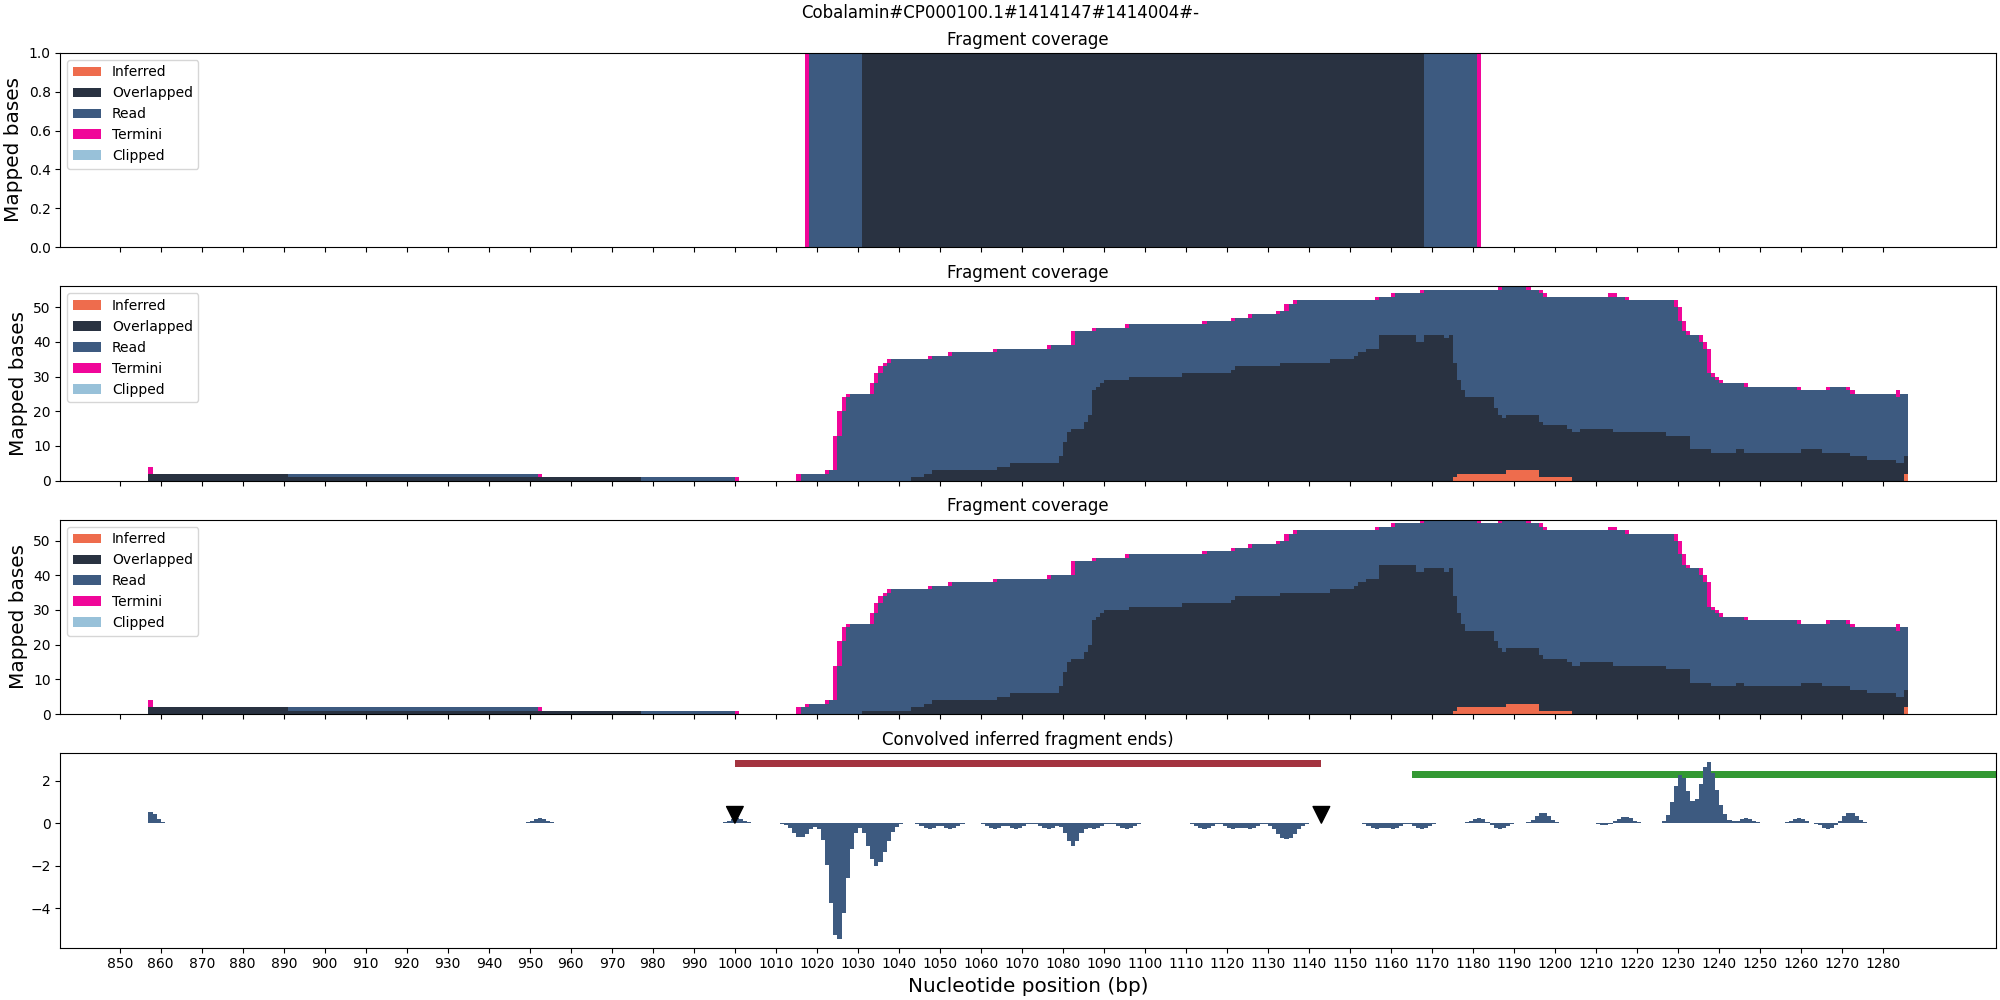 Cobalamin#CP000100.1#1414147#1414004#-
Fragment coverage
Mapped bases
1.0
0.8
0.6
0.4
0.2
0.0
Inferred
Overlapped
Read
Termini
Clipped
Fragment coverage
Mapped bases
50
40
30
20
10
0
Inferred
Overlapped
Read
Termini
Clipped
Fragment coverage
Mapped bases
50
40
30
20
10
0
Inferred
Overlapped
Read
Termini
Clipped
Convolved inferred fragment ends)
2
0
−2
−4
850 860 870 880 890 900 910 920 930 940 950 960 970 980 990 1000 1010 1020 1030 1040 1050 1060 1070 1080 1090 1100 1110 1120 1130 1140 1150 1160 1170 1180 1190 1200 1210 1220 1230 1240 1250 1260 1270 1280
Nucleotide position (bp)